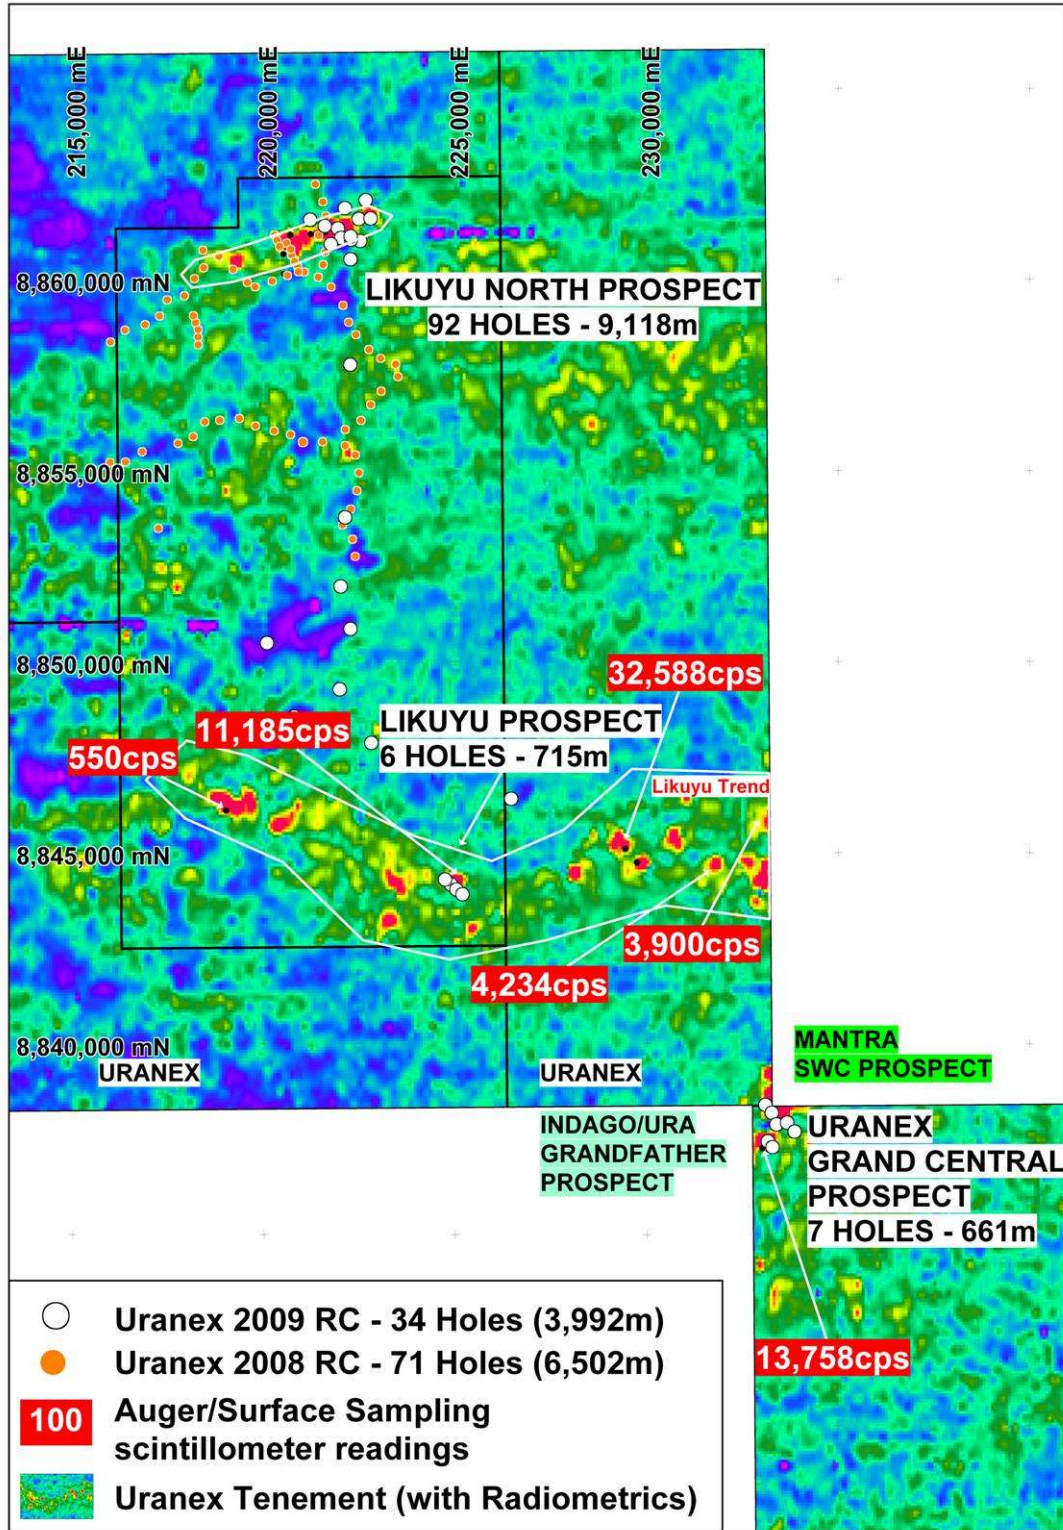 215,000 mE
220,000 mE
225,000 mE
230,000 mE
8,860,000 mN
LIKUYU NORTH PROSPECT
92 HOLES - 9,118m
8,855,000 mN
8,850,000 mN
32,588cps
11,185cps
LIKUYU PROSPECT
6 HOLES - 715m
550cps
Likuyu Trend
8,845,000 mN
3,900cps
4,234cps
8,840,000 mN
URANEX
URANEX
MANTRA
SWC PROSPECT
INDAGO/URA
GRANDFATHER
PROSPECT
URANEX
GRAND CENTRAL
PROSPECT
7 HOLES - 661m
13,758cps
Uranex 2009 RC - 34 Holes (3,992m)
Uranex 2008 RC - 71 Holes (6,502m)
100
Auger/Surface Sampling
scintillometer readings
Uranex Tenement (with Radiometrics)